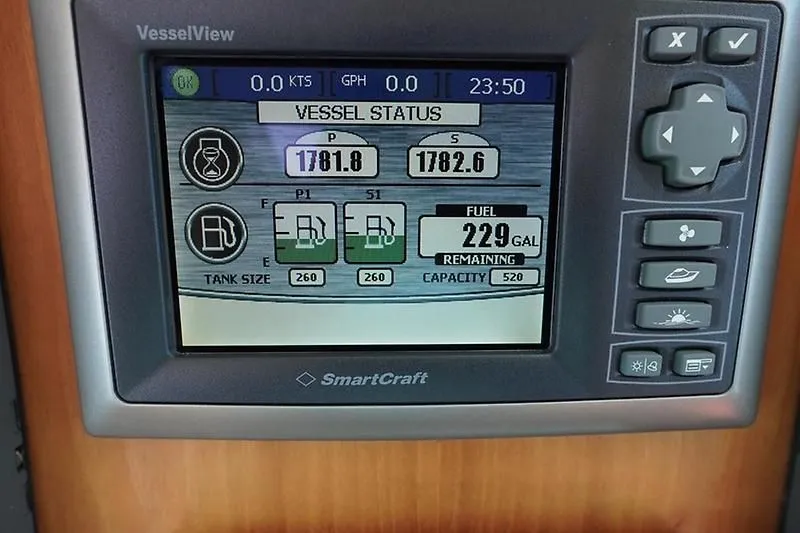 VesselView
OK 0.0 KTS GPH 0.0 23:50
VESSEL STATUS
P S
1781.8 1782.6
P1 S1
F
FUEL
229 GAL
E REMAINING
TANK SIZE 260 260 CAPACITY 520
SmartCraft
X